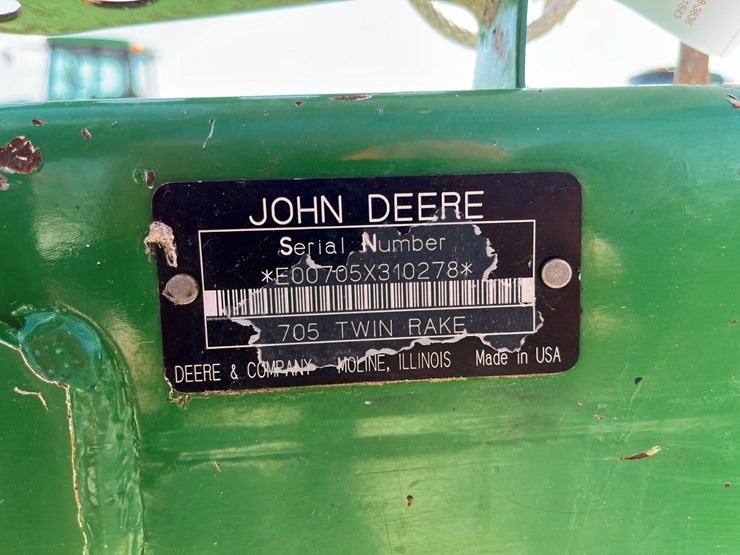 JOHN DEERE
Serial Number
*E00705X310278*
705 TWIN RAKE
DEERE & COMPANY MOLINE, ILLINOIS Made in USA